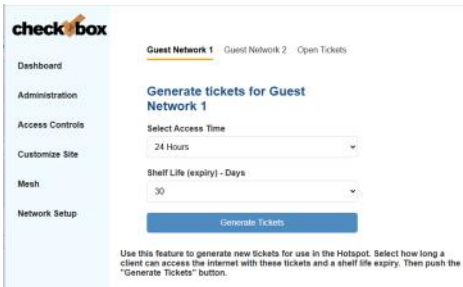 checkbox
Guest Network 1 Guest Network 2 Open Tickets
Dashboard
Administration
Access Controls
Customize Site
Mesh
Network Setup
Generate tickets for Guest
Network 1
Select Access Time
24 Hours
Shelf Life (expiry) - Days
30
Generate Tickets
Use this feature to generate new tickets for use in the Hotspot. Select how long a
client can access the internet with these tickets and a shelf life expiry. Then push the
"Generate Tickets" button.